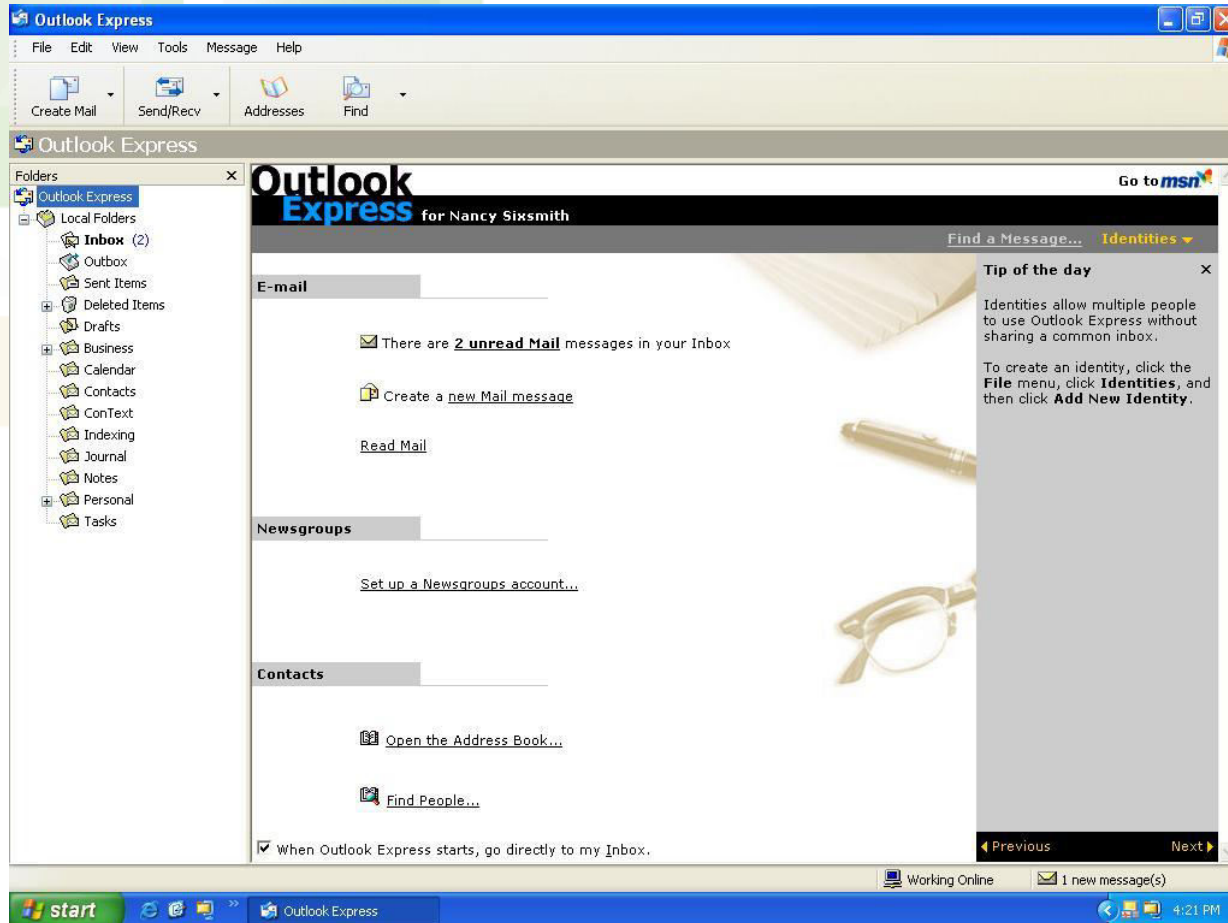 Outlook Express
File Edit View Tools Message Help
Create Mail Send/Recv Addresses Find
Outlook Express
Folders
Outlook Express
Local Folders
Inbox (2)
Outbox
Sent Items
Deleted Items
Drafts
Business
Calendar
Contacts
ConText
Indexing
Journal
Notes
Personal
Tasks
Outlook
Express for Nancy Sixsmith
Go to msn
Find a Message... Identities
E-mail
There are 2 unread Mail messages in your Inbox
Create a new Mail message
Read Mail
Newsgroups
Set up a Newsgroups account...
Contacts
Open the Address Book...
Find People...
When Outlook Express starts, go directly to my Inbox.
Tip of the day
Identities allow multiple people
to use Outlook Express without
sharing a common inbox.
To create an identity, click the
File menu, click Identities, and
then click Add New Identity.
Previous Next
Working Online 1 new message(s)
start Outlook Express 4:21 PM